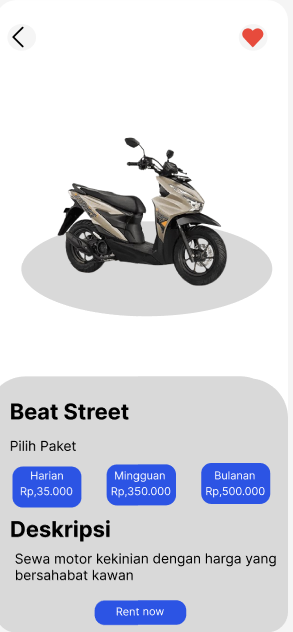 Beat Street
Pilih Paket
Harian
Rp,35.000
Mingguan
Rp,350.000
Bulanan
Rp,500.000
Deskripsi
Sewa motor kekinian dengan harga yang
bersahabat kawan
Rent now